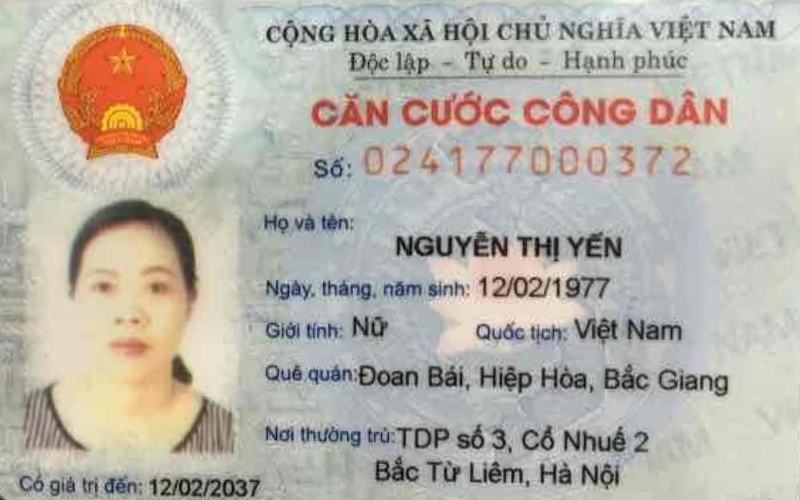 CỘNG HÒA XÃ HỘI CHỦ NGHĨA VIỆT NAM
Độc lập - Tự do - Hạnh phúc
CĂN CƯỚC CÔNG DÂN
Số: 024177000372
Họ và tên:
NGUYỄN THỊ YẾN
Ngày, tháng, năm sinh: 12/02/1977
Giới tính: Nữ Quốc tịch: Việt Nam
Quê quán: Đoan Bái, Hiệp Hòa, Bắc Giang
Nơi thường trú: TDP số 3, Cổ Nhuế 2
Bắc Từ Liêm, Hà Nội
Có giá trị đến: 12/02/2037